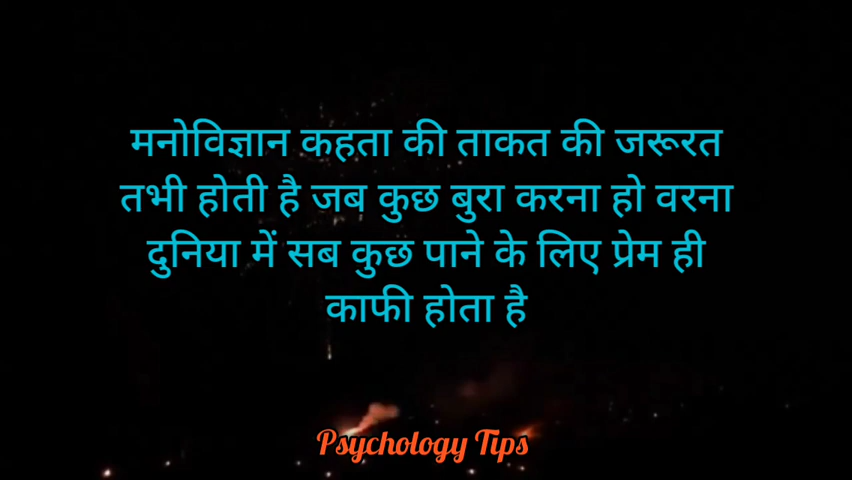 मनोविज्ञान कहता की ताकत की जरूरत
तभी होती है जब कुछ बुरा करना हो वरना
दुनिया में सब कुछ पाने के लिए प्रेम ही
काफी होता है
Psychology Tips